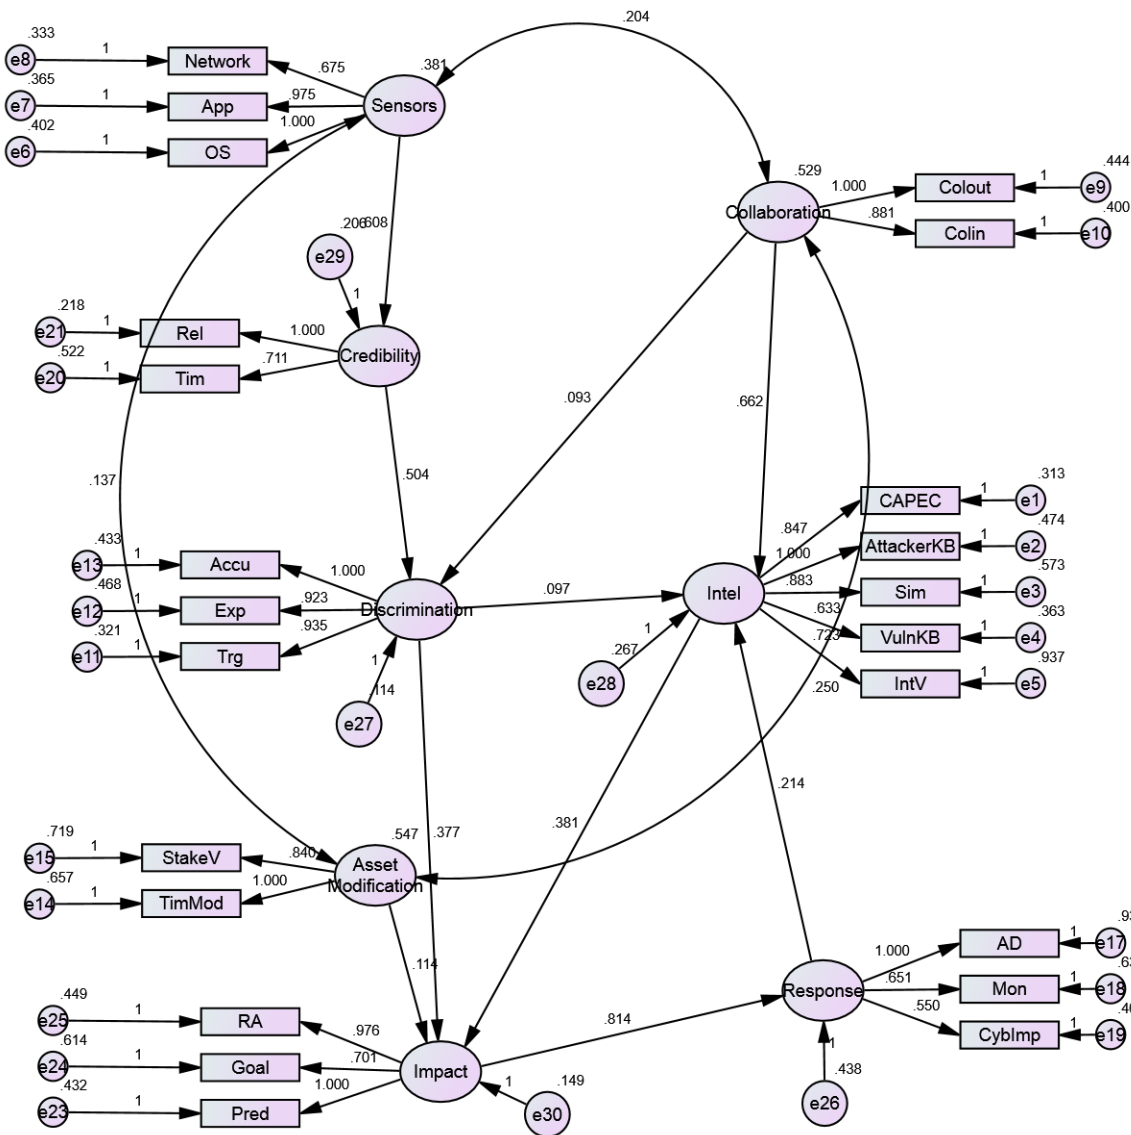 .204
.333
e8
1
Network
.675
.381
Sensors
.365
e7
1
App
.975
.402
e6
1
OS
1.000
.529
Collaboration
1.000
Colout
1
.444
e9
.881
Colin
1
.400
e10
.608
e29
1
.218
e21
1
Rel
1.000
Credibility
.522
e20
1
Tim
.711
.093
.662
.504
.137
.847
CAPEC
1
.313
e1
1.000
AttackerKB
1
.474
e2
.883
Sim
1
.573
e3
.633
VulnKB
1
.363
e4
.723
IntV
1
.937
e5
.250
.433
e13
1
Accu
1.000
.468
e12
1
Exp
.923
Discrimination
.097
Intel
.321
e11
1
Trg
.935
1
.114
e27
1
.267
e28
.214
.381
.377
.547
Asset
Modification
.719
e15
1
StakeV
.840
.657
e14
1
TimMod
1.000
.114
1.000
AD
1
e17
Response
.651
Mon
1
e18
.550
CybImp
1
e19
.814
.449
e25
1
RA
.976
.614
e24
1
Goal
.701
Impact
.432
e23
1
Pred
1.000
1
.149
e30
1
.438
e26